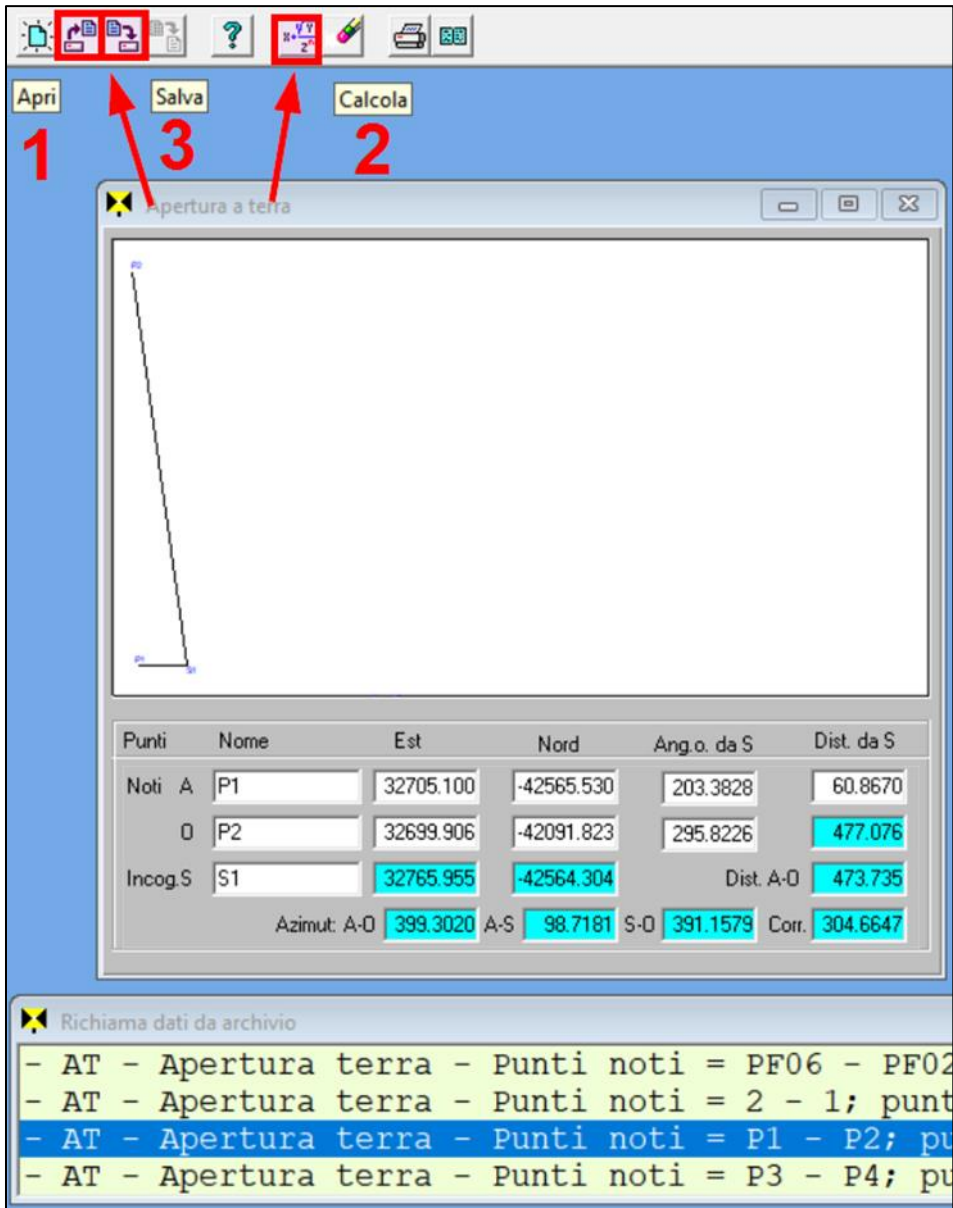 Apri Salva Calcola
1 3 2
Apertura a terra
P2
P1
S1
Punti Nome Est Nord Ang.o. da S Dist. da S
Noti A P1 32705.100 -42565.530 203.3828 60.8670
O P2 32699.906 -42091.823 295.8226 477.076
Incog.S S1 32765.955 -42564.304 Dist. A-O 473.735
Azimut: A-O 399.3020 A-S 98.7181 S-O 391.1579 Corr. 304.6647
Richiama dati da archivio
- AT - Apertura terra - Punti noti = PF06 - PF02
- AT - Apertura terra - Punti noti = 2 - 1; punt
- AT - Apertura terra - Punti noti = P1 - P2; pu
- AT - Apertura terra - Punti noti = P3 - P4; pu